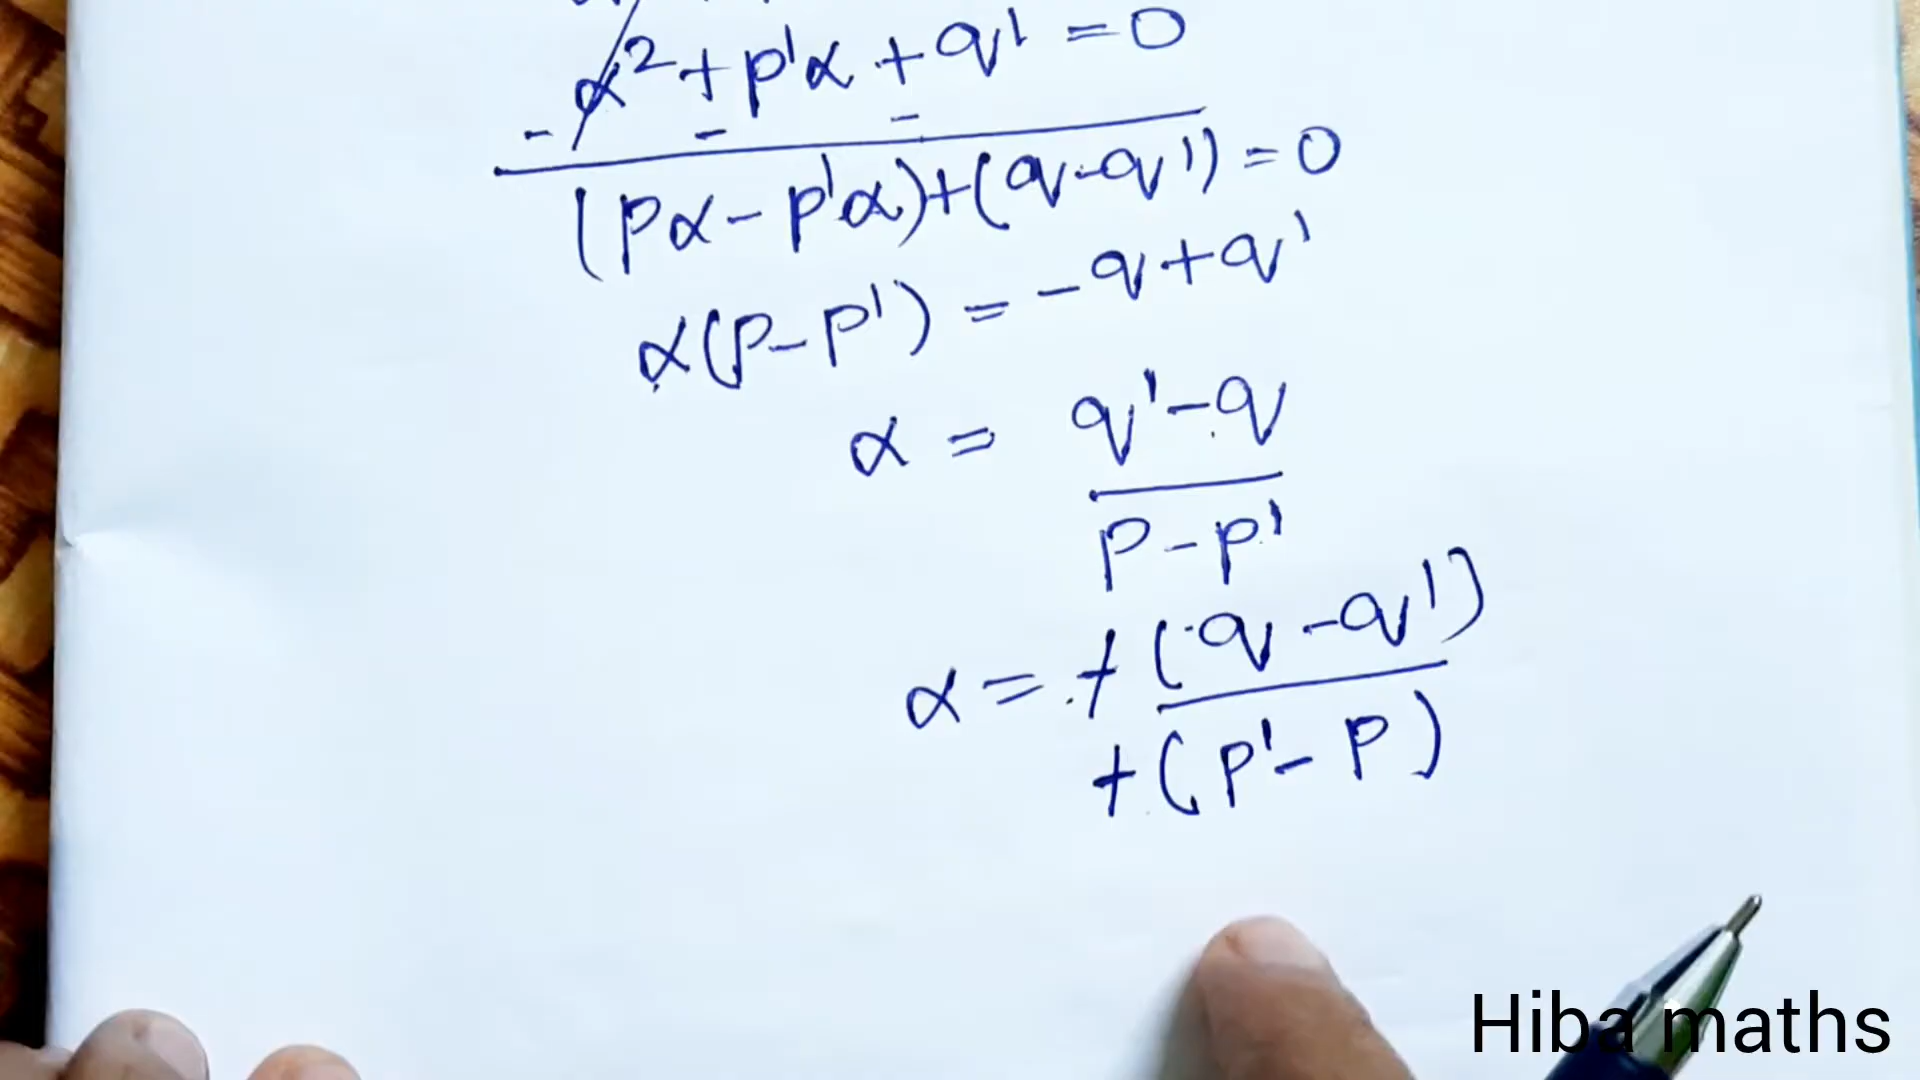 α² + p'α + q' = 0
- - -
(pα - p'α) + (q - q') = 0
α(p - p') = - q + q'
α = q' - q
p - p'
α = + (q - q')
+ (p' - p)
Hiba maths